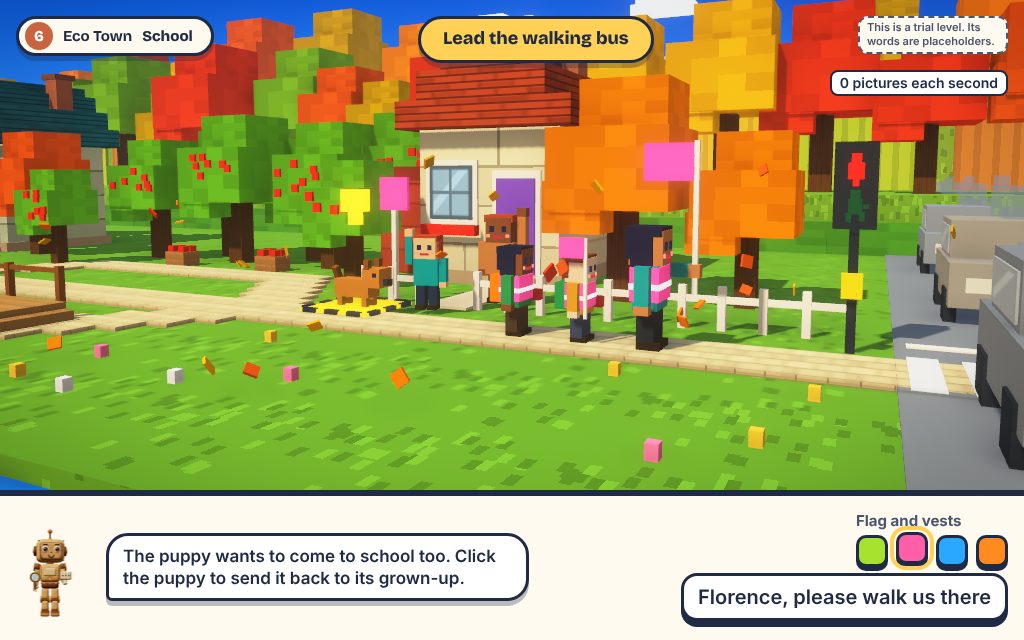 6 Eco Town School
Lead the walking bus
This is a trial level. Its
words are placeholders.
0 pictures each second
The puppy wants to come to school too. Click
the puppy to send it back to its grown-up.
Flag and vests
Florence, please walk us there